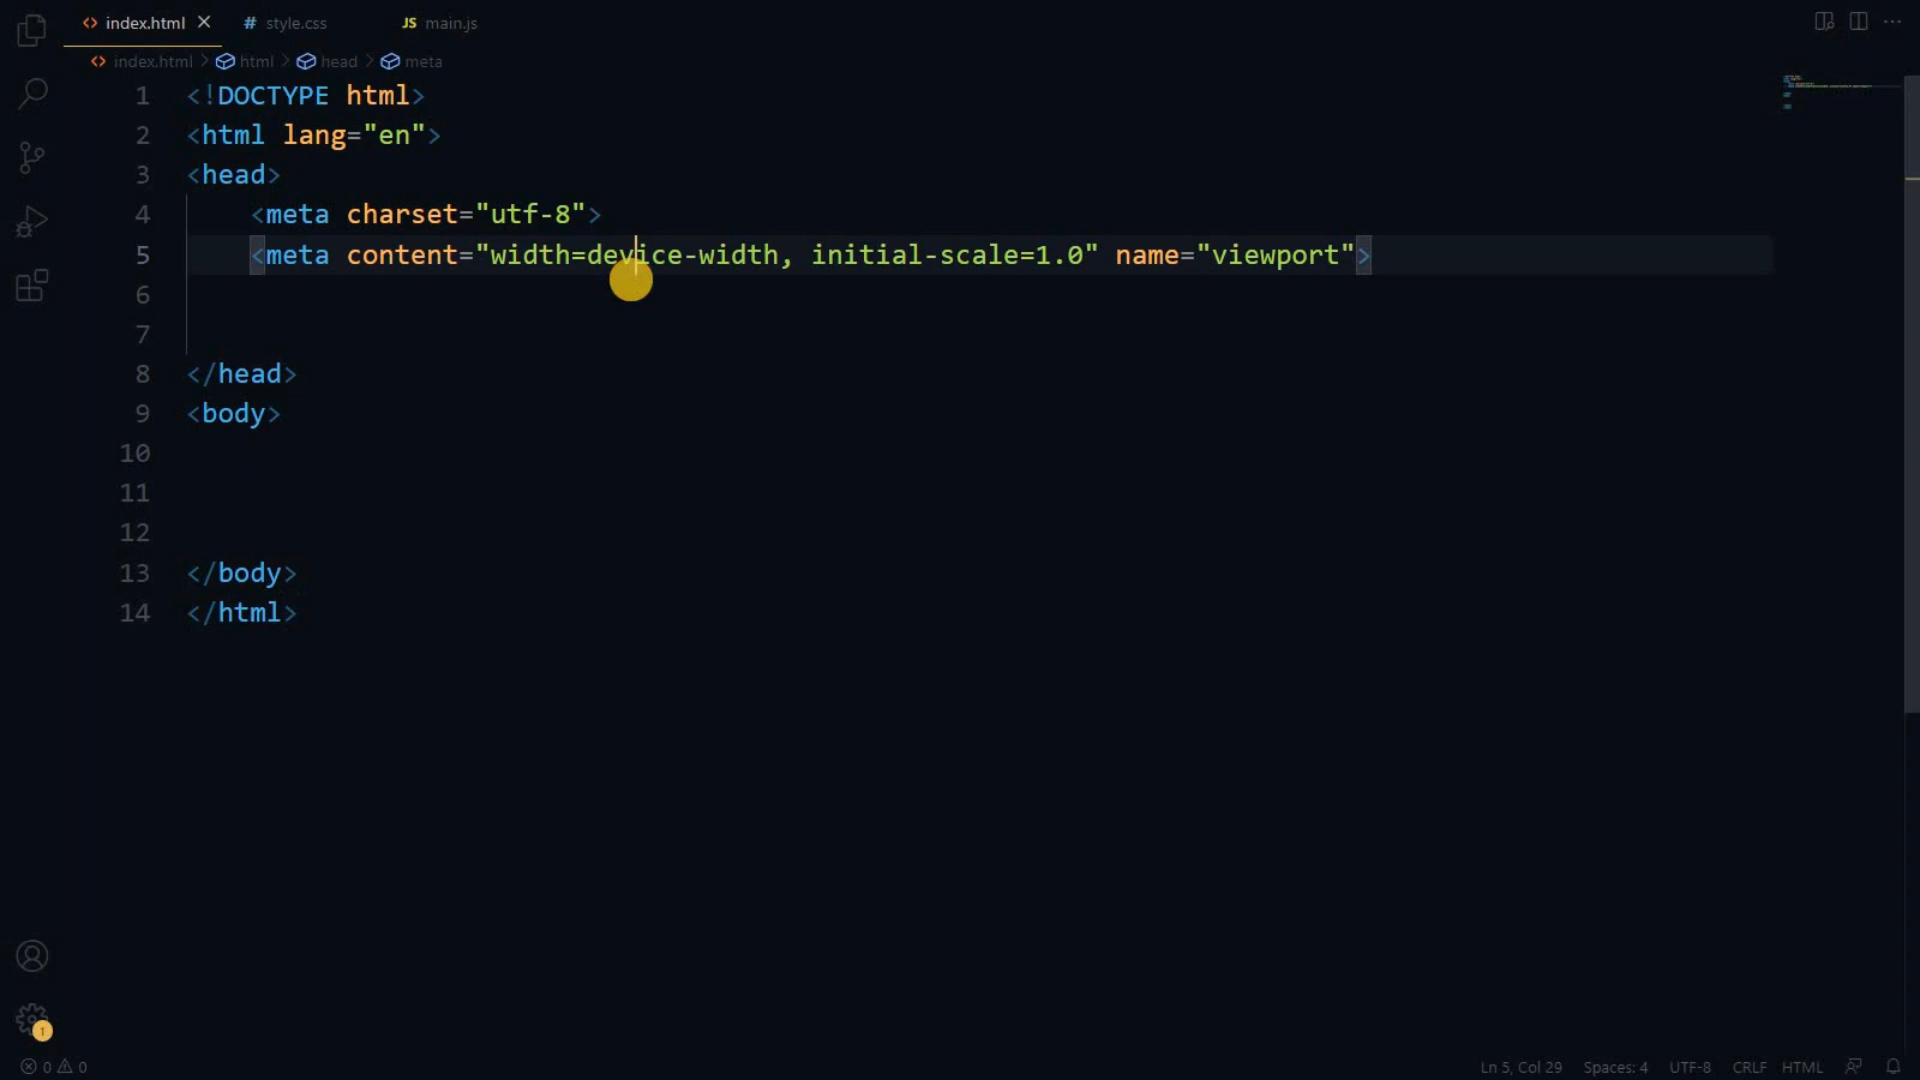 index.html
# style.css
JS main.js
index.html > html > head > meta
1 <!DOCTYPE html>
2 <html lang="en">
3 <head>
4 <meta charset="utf-8">
5 <meta content="width=device-width, initial-scale=1.0" name="viewport">
6
7
8 </head>
9 <body>
10
11
12
13 </body>
14 </html>
1
0 0
Ln 5, Col 29 Spaces: 4 UTF-8 CRLF HTML